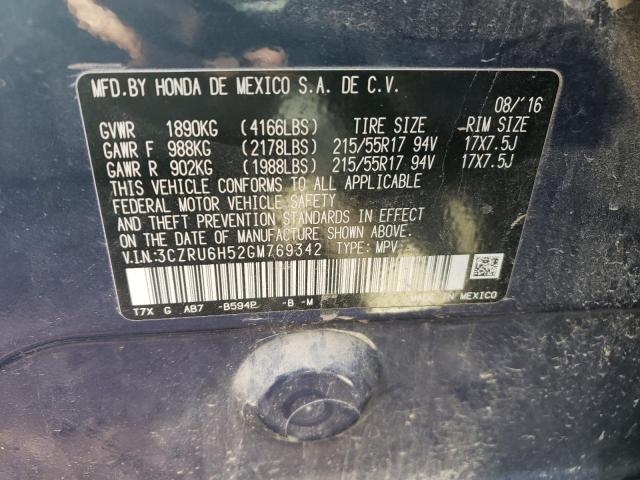 MFD.BY HONDA DE MEXICO S.A. DE C.V.
08/'16
GVWR 1890KG (4166LBS) TIRE SIZE RIM SIZE
GAWR F 988KG (2178LBS) 215/55R17 94V 17X7.5J
GAWR R 902KG (1988LBS) 215/55R17 94V 17X7.5J
THIS VEHICLE CONFORMS TO ALL APPLICABLE
FEDERAL MOTOR VEHICLE SAFETY
AND THEFT PREVENTION STANDARDS IN EFFECT
ON THE DATE OF MANUFACTURE SHOWN ABOVE.
V.I.N:3CZRU6H52GM769342 TYPE: MPV
T7X G AB7 -B594P -B -M MADE IN MEXICO